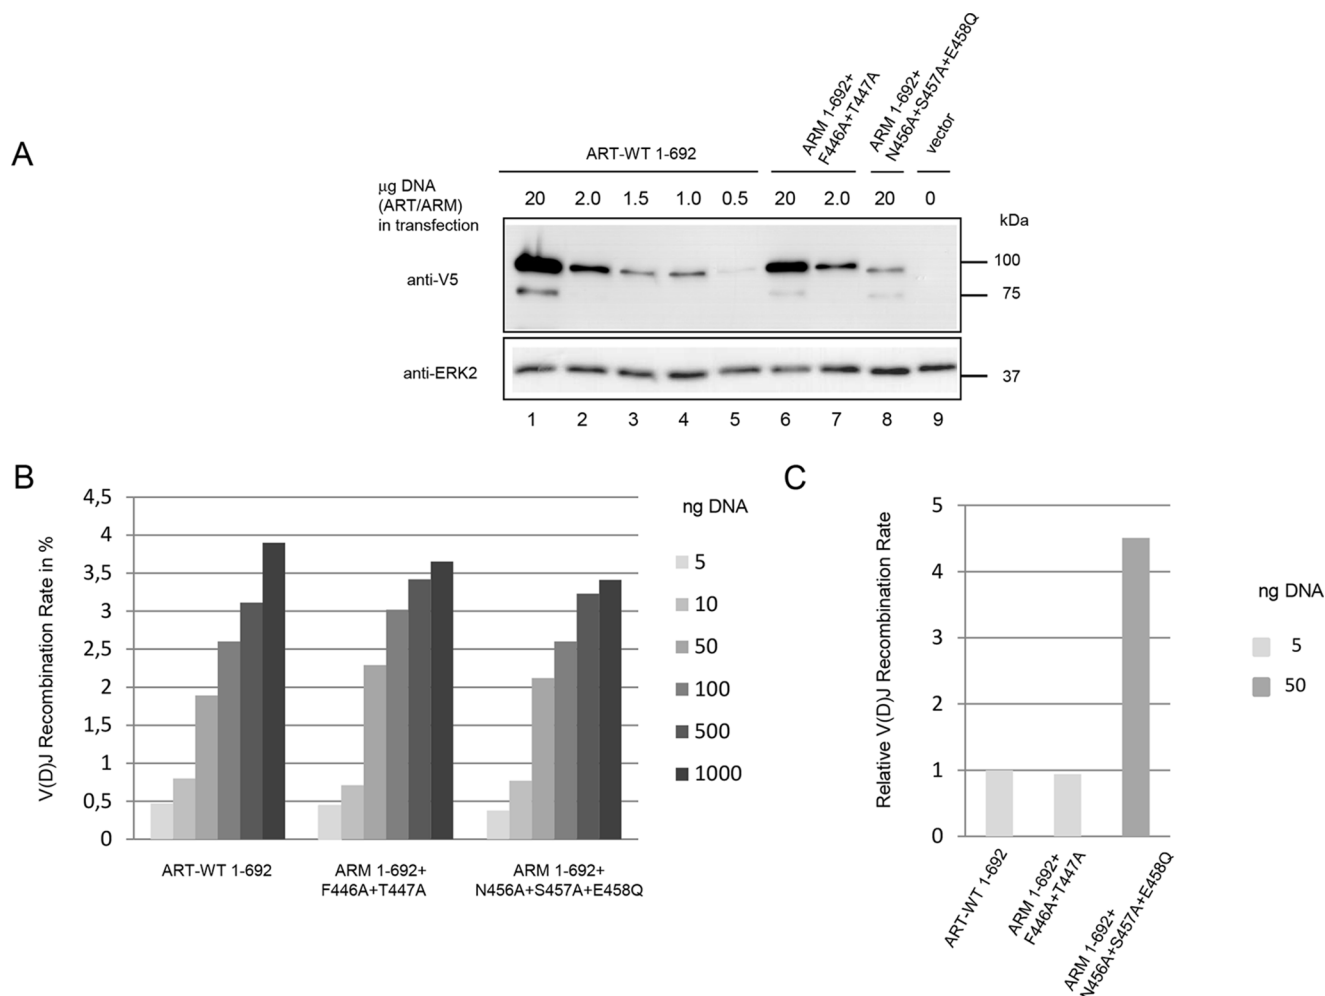 A
ART-WT 1-692
ARM 1-692+
F446A+T447A
ARM 1-692+
N456A+S457A+E458Q
vector
µg DNA
(ART/ARM)
in transfection
20 2.0 1.5 1.0 0.5 20 2.0 20 0
kDa
anti-V5
100
75
anti-ERK2
37
1 2 3 4 5 6 7 8 9
B
V(D)J Recombination Rate in %
4,5
4
3,5
3
2,5
2
1,5
1
0,5
0
ART-WT 1-692
ARM 1-692+
F446A+T447A
ARM 1-692+
N456A+S457A+E458Q
ng DNA
5
10
50
100
500
1000
C
Relative V(D)J Recombination Rate
5
4
3
2
1
0
ART-WT 1-692
ARM 1-692+
F446A+T447A
ARM 1-692+
N456A+S457A+E458Q
ng DNA
5
50